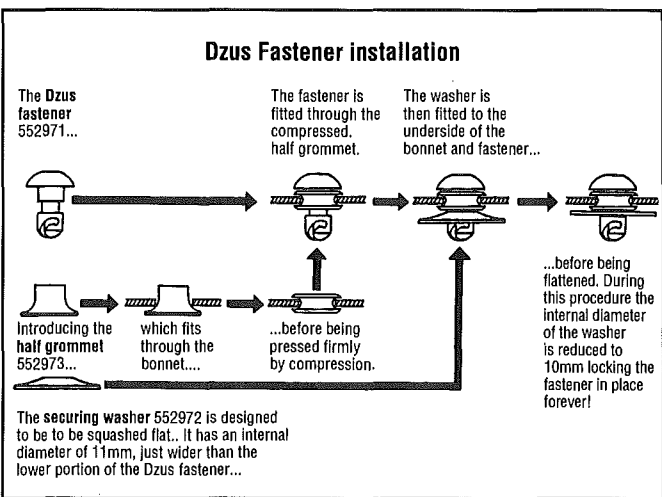 Dzus Fastener installation
The Dzus
fastener
552971...
The fastener is
fitted through the
compressed.
half grommet.
The washer is
then fitted to the
underside of the
bonnet and fastener...
Introducing the
half grommet
552973...
which fits
through the
bonnet....
...before being
pressed firmly
by compression.
...before being
flattened. During
this procedure the
internal diameter
of the washer
is reduced to
10mm locking the
fastener in place
forever!
The securing washer 552972 is designed
to be to be squashed flat.. It has an internal
diameter of 11mm, just wider than the
lower portion of the Dzus fastener...